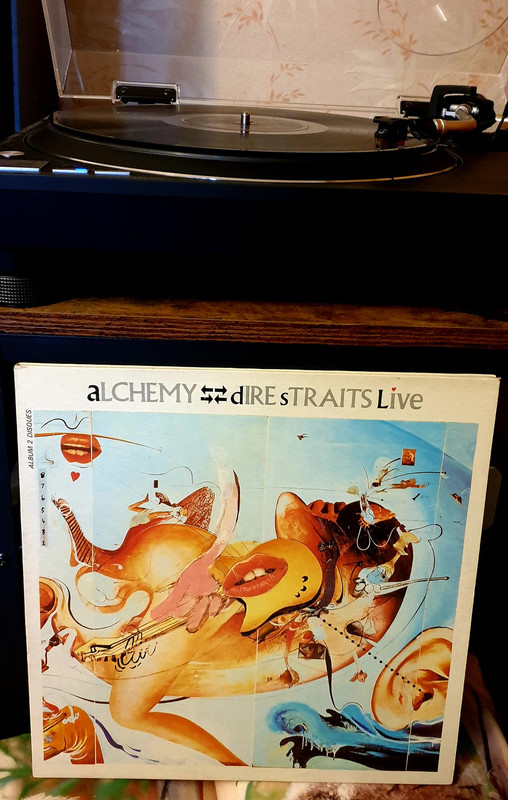 aLCHEMY ⇆⇄ dIRE sTRAITS Live
ALBUM 2 DISQUES